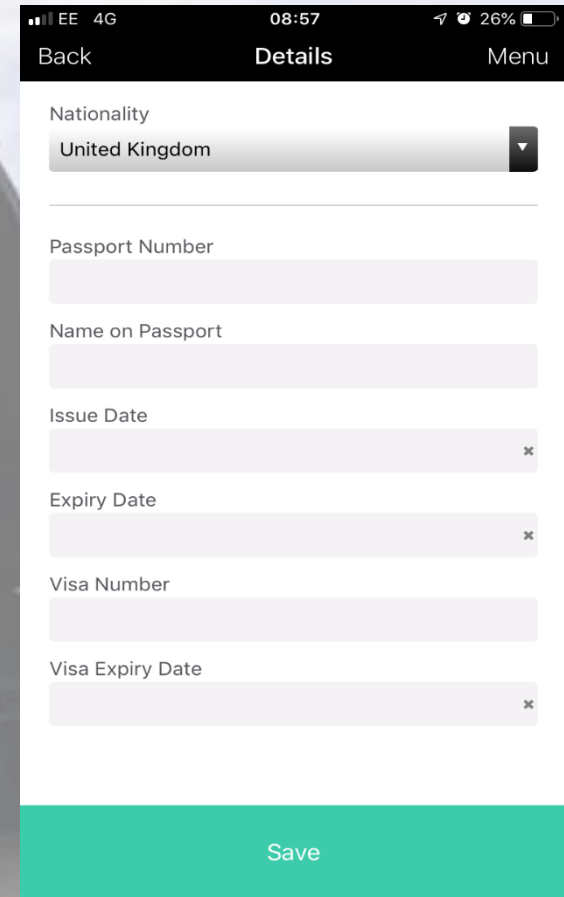 EE 4G 08:57 26%
Back Details Menu
Nationality
United Kingdom
Passport Number
Name on Passport
Issue Date
Expiry Date
Visa Number
Visa Expiry Date
Save